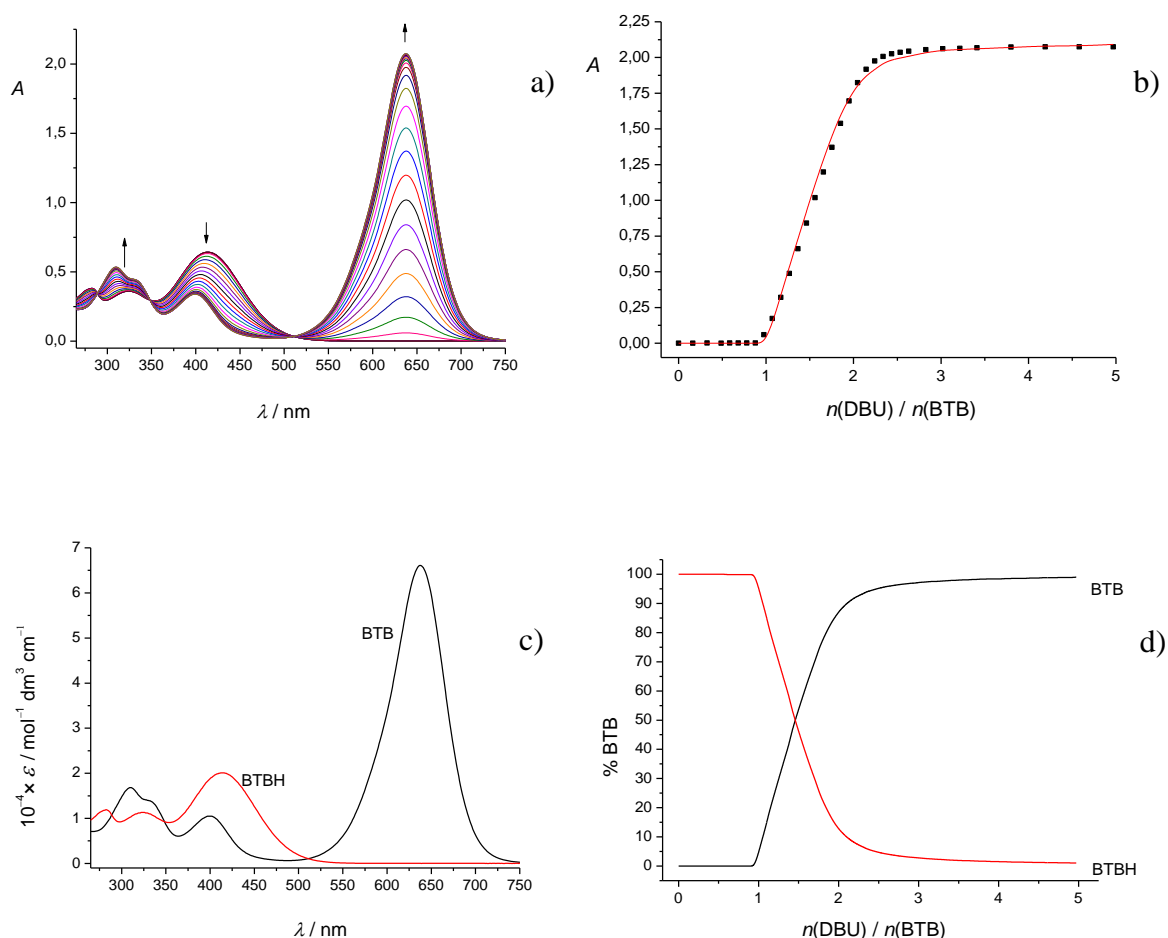 A
2,0
1,5
1,0
0,5
0,0
300 350 400 450 500 550 600 650 700 750
λ / nm
a)
A
2,25
2,00
1,75
1,50
1,25
1,00
0,75
0,50
0,25
0,00
0 1 2 3 4 5
n(DBU) / n(BTB)
b)
10⁻⁴× ε / mol⁻¹ dm³ cm⁻¹
7
6
5
4
3
2
1
0
BTB
BTBH
300 350 400 450 500 550 600 650 700 750
λ / nm
c)
% BTB
100
90
80
70
60
50
40
30
20
10
0
BTB
BTBH
0 1 2 3 4 5
n(DBU) / n(BTB)
d)